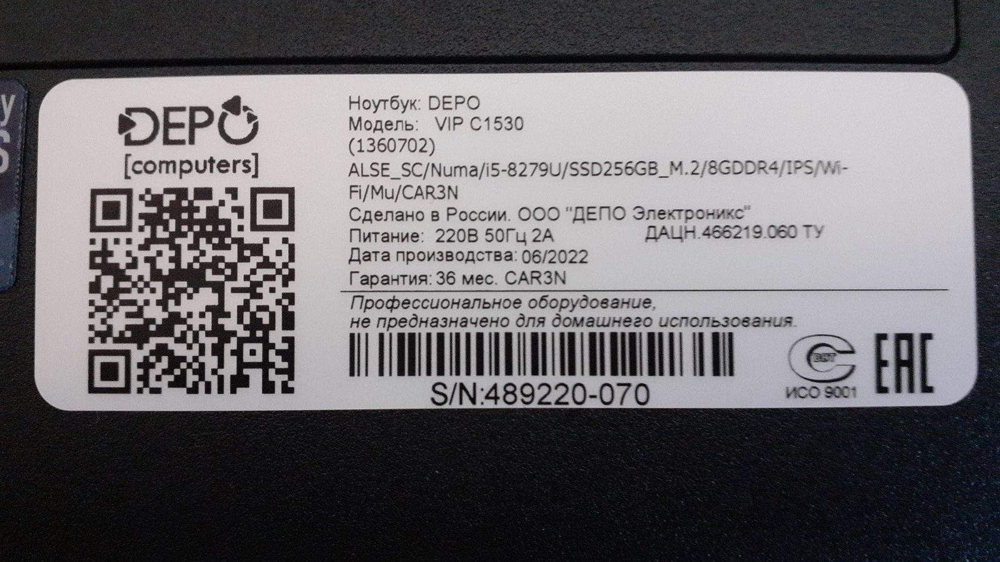 DEPO
[computers]
Ноутбук: DEPO
Модель: VIP C1530
(1360702)
ALSE_SC/Numa/i5-8279U/SSD256GB_M.2/8GDDR4/IPS/Wi-
Fi/Mu/CAR3N
Сделано в России. ООО "ДЕПО Электроникс"
Питание: 220В 50Гц 2А ДАЦН.466219.060 ТУ
Дата производства: 06/2022
Гарантия: 36 мес. CAR3N
Профессиональное оборудование,
не предназначено для домашнего использования.
S/N:489220-070
ИСО 9001
EAC